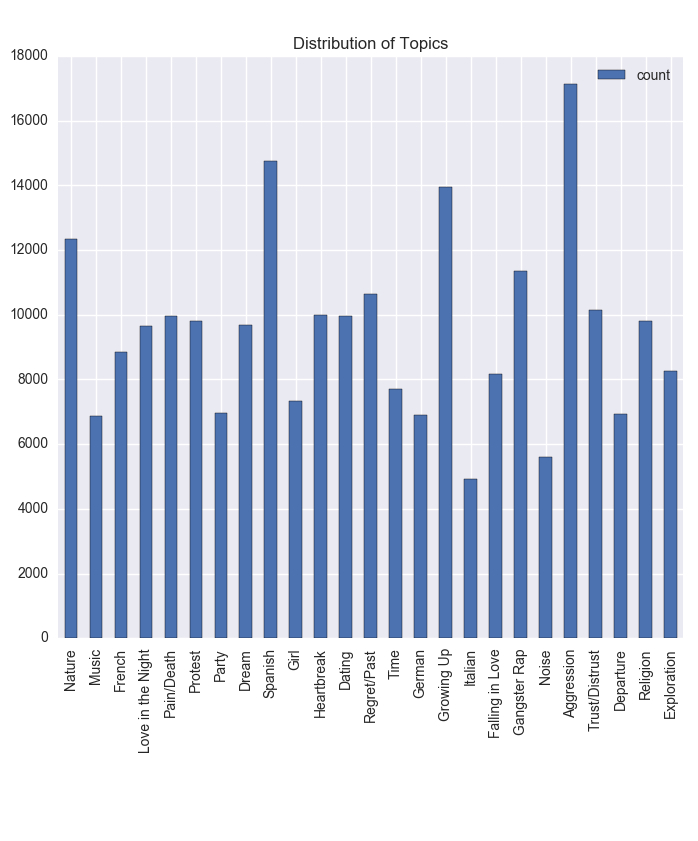 Distribution of Topics
count
18000
16000
14000
12000
10000
8000
6000
4000
2000
0
Nature
Music
French
Love in the Night
Pain/Death
Protest
Party
Dream
Spanish
Girl
Heartbreak
Dating
Regret/Past
Time
German
Growing Up
Italian
Falling in Love
Gangster Rap
Noise
Aggression
Trust/Distrust
Departure
Religion
Exploration